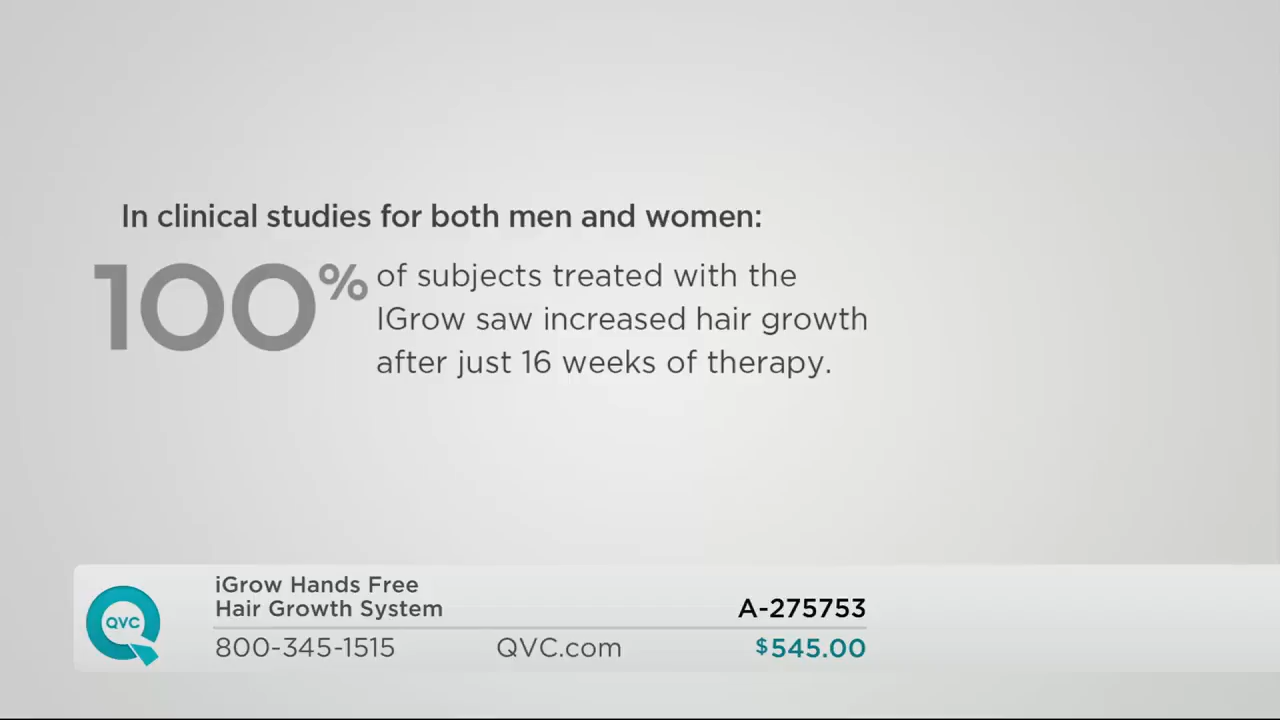 In clinical studies for both men and women:
100% of subjects treated with the
IGrow saw increased hair growth
after just 16 weeks of therapy.
QVC
iGrow Hands Free
Hair Growth System
A-275753
800-345-1515
QVC.com
$545.00